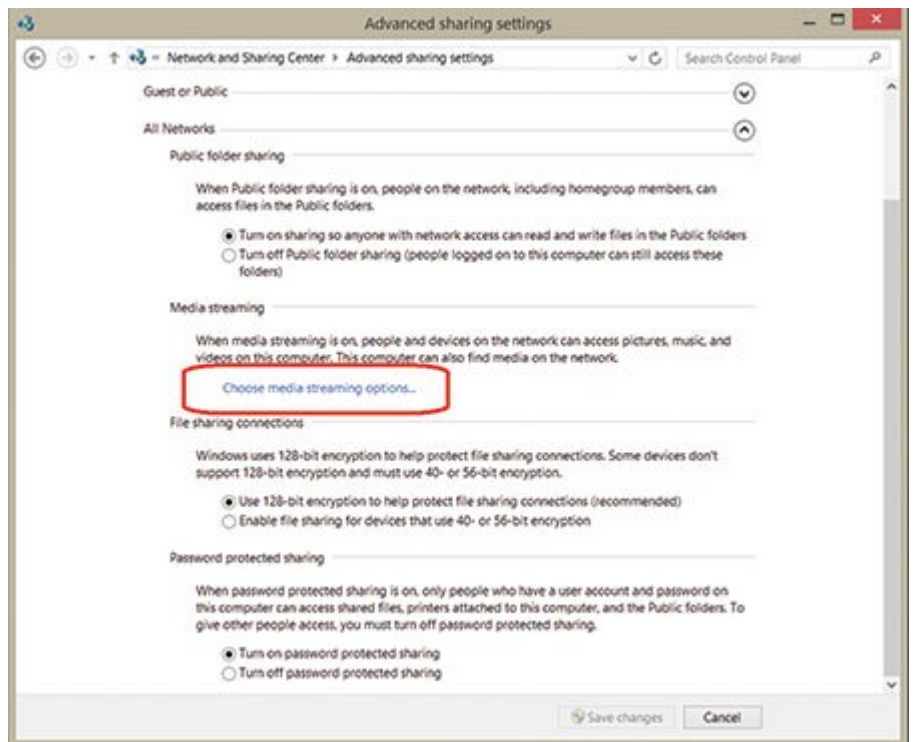 Advanced sharing settings
Network and Sharing Center Advanced sharing settings
Search Control Panel
Guest or Public
All Networks
Public folder sharing
When Public folder sharing is on, people on the network, including homegroup members, can
access files in the Public folders.
Turn on sharing so anyone with network access can read and write files in the Public folders
Turn off Public folder sharing (people logged on to this computer can still access these
folders)
Media streaming
When media streaming is on, people and devices on the network can access pictures, music, and
videos on this computer. This computer can also find media on the network.
Choose media streaming options...
File sharing connections
Windows uses 128-bit encryption to help protect file sharing connections. Some devices don't
support 128-bit encryption and must use 40- or 56-bit encryption.
Use 128-bit encryption to help protect file sharing connections (recommended)
Enable file sharing for devices that use 40- or 56-bit encryption
Password protected sharing
When password protected sharing is on, only people who have a user account and password on
this computer can access shared files, printers attached to this computer, and the Public folders. To
give other people access, you must turn off password protected sharing.
Turn on password protected sharing
Turn off password protected sharing
Save changes
Cancel